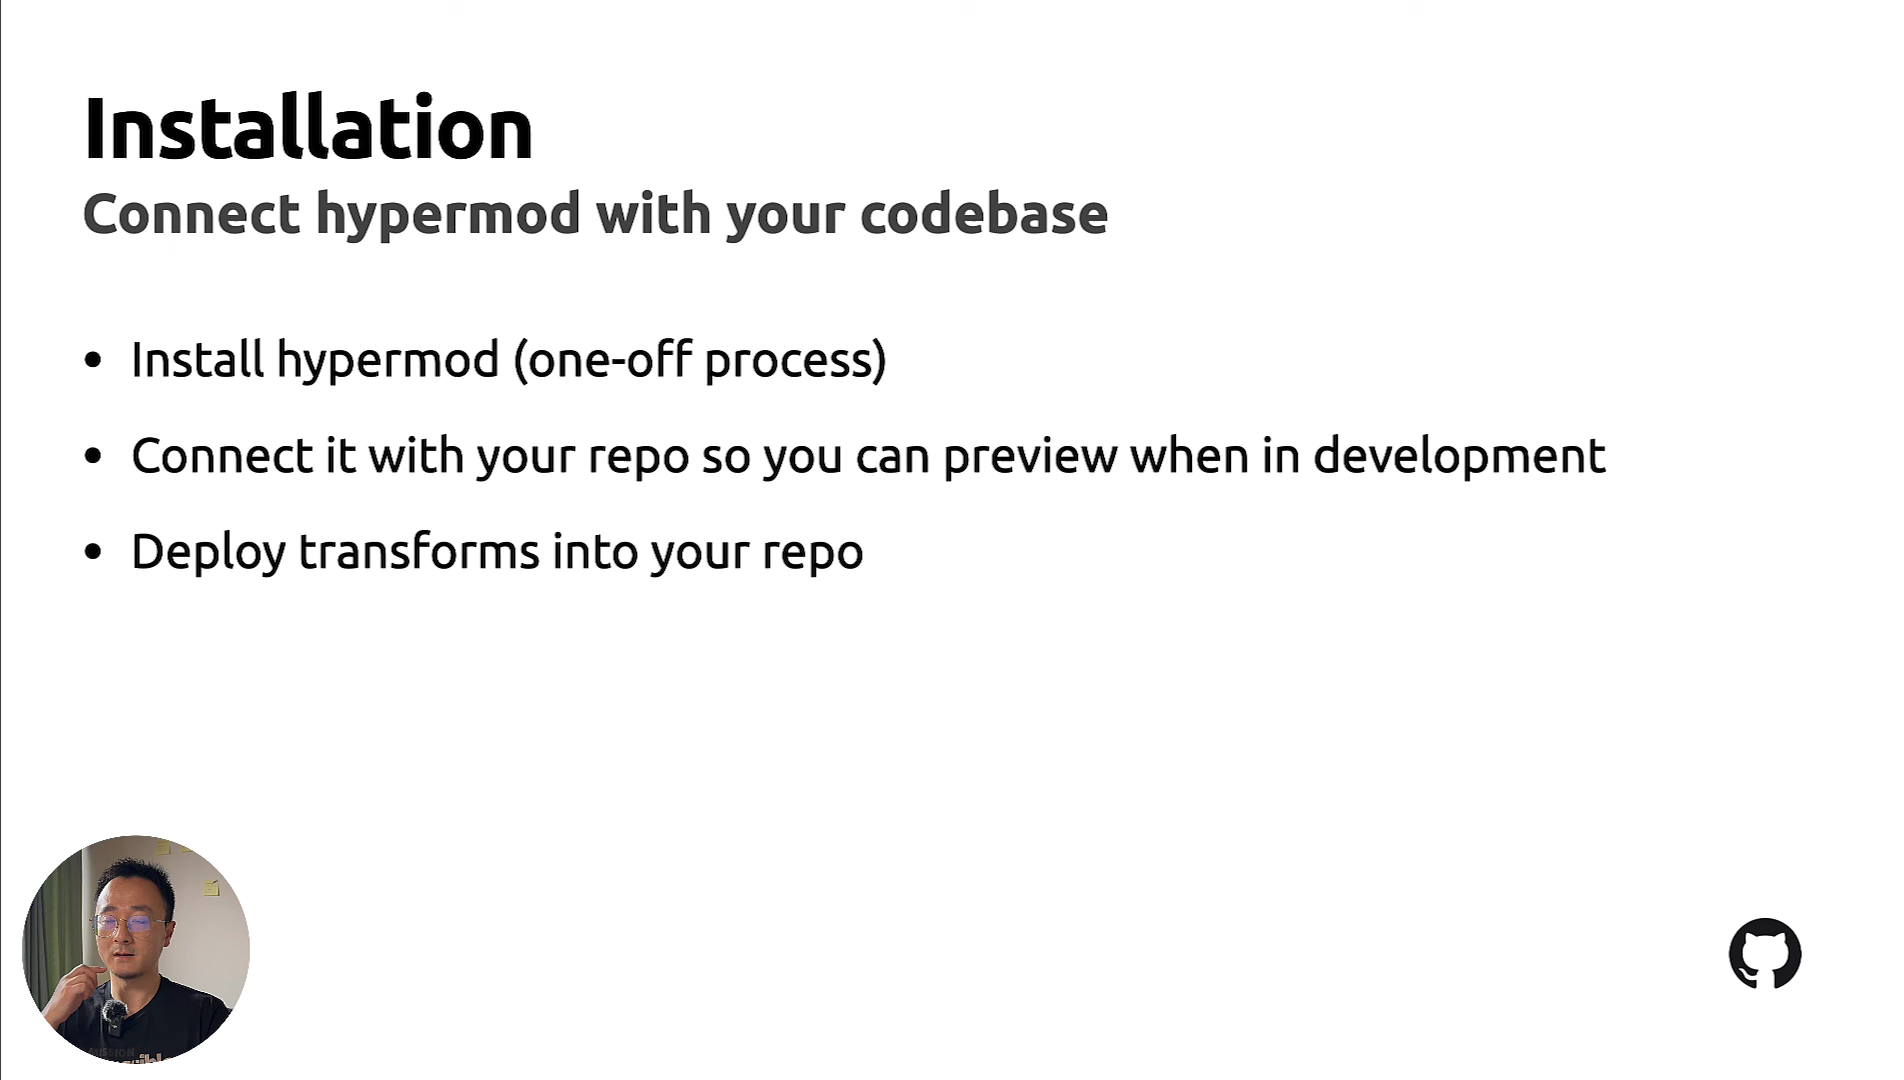 Installation
Connect hypermod with your codebase
• Install hypermod (one-off process)
• Connect it with your repo so you can preview when in development
• Deploy transforms into your repo
MISSION